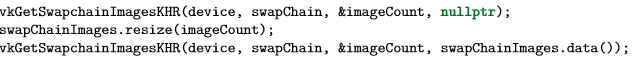 vkGetSwapchainImagesKHR(device, swapChain, &imageCount, nullptr);
swapChainImages.resize(imageCount);
vkGetSwapchainImagesKHR(device, swapChain, &imageCount, swapChainImages.data());